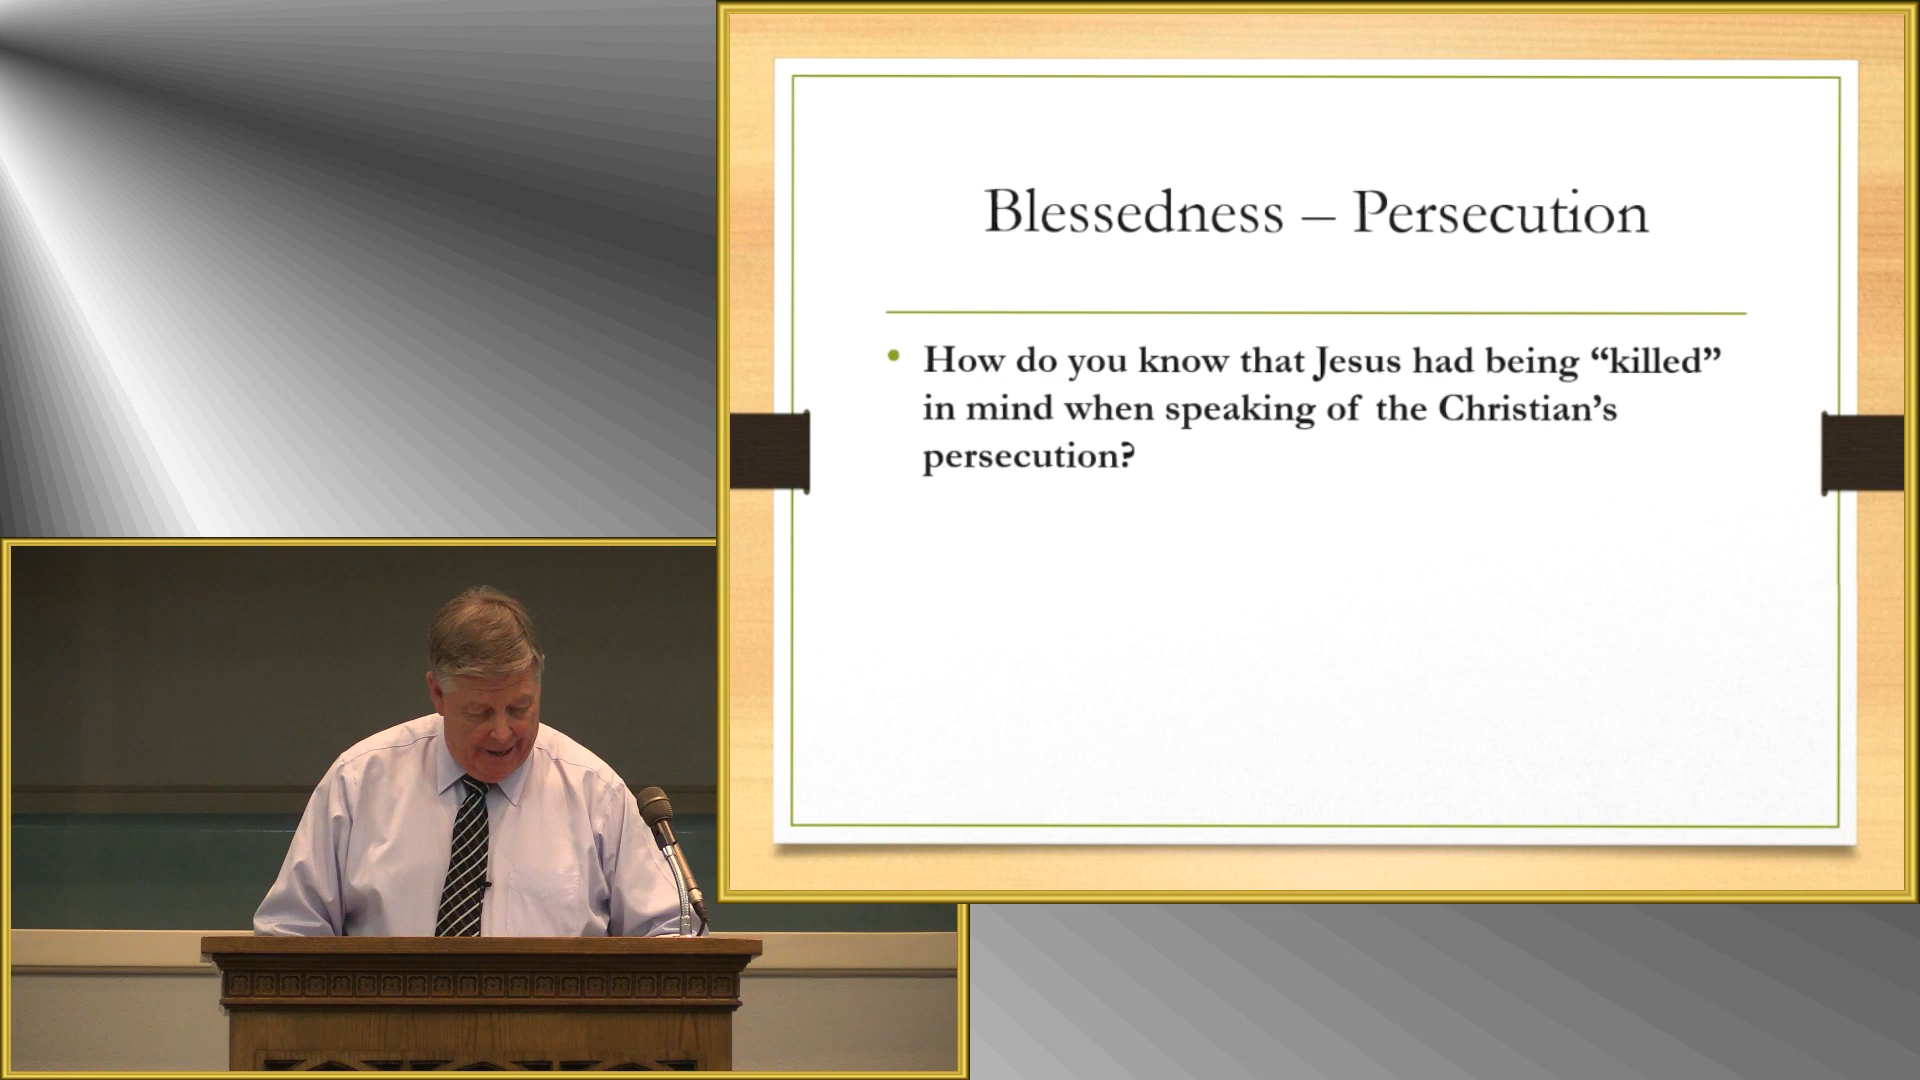 Blessedness – Persecution
• How do you know that Jesus had being “killed”
in mind when speaking of the Christian’s
persecution?